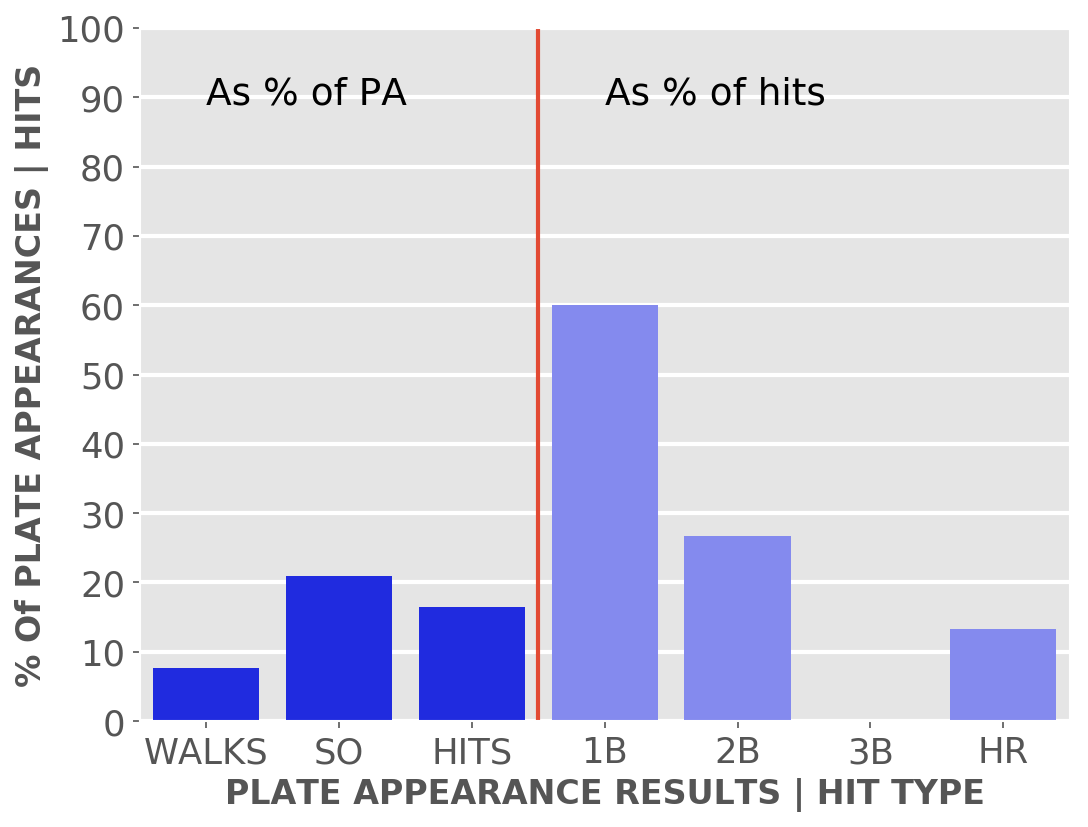 100
90
80
70
60
50
40
30
20
10
0
% Of PLATE APPEARANCES | HITS
As % of PA
As % of hits
WALKS SO HITS 1B 2B 3B HR
PLATE APPEARANCE RESULTS | HIT TYPE